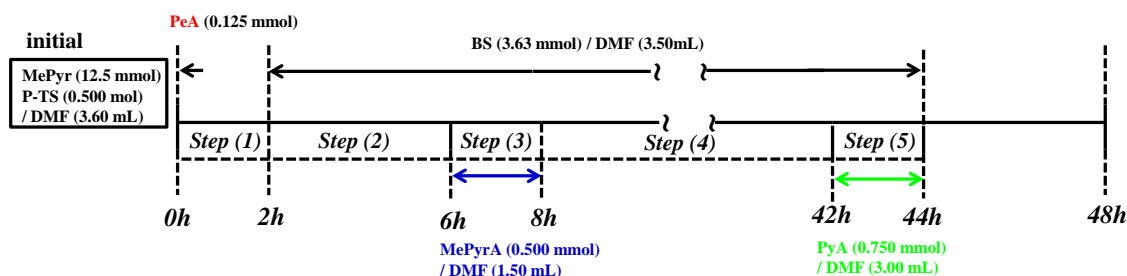 PeA (0.125 mmol)
initial
BS (3.63 mmol) / DMF (3.50mL)
MePyr (12.5 mmol)
P-TS (0.500 mol)
/ DMF (3.60 mL)
Step (1)
Step (2)
Step (3)
Step (4)
Step (5)
0h
2h
6h
8h
42h
44h
48h
MePyrA (0.500 mmol)
/ DMF (1.50 mL)
PyA (0.750 mmol)
/ DMF (3.00 mL)